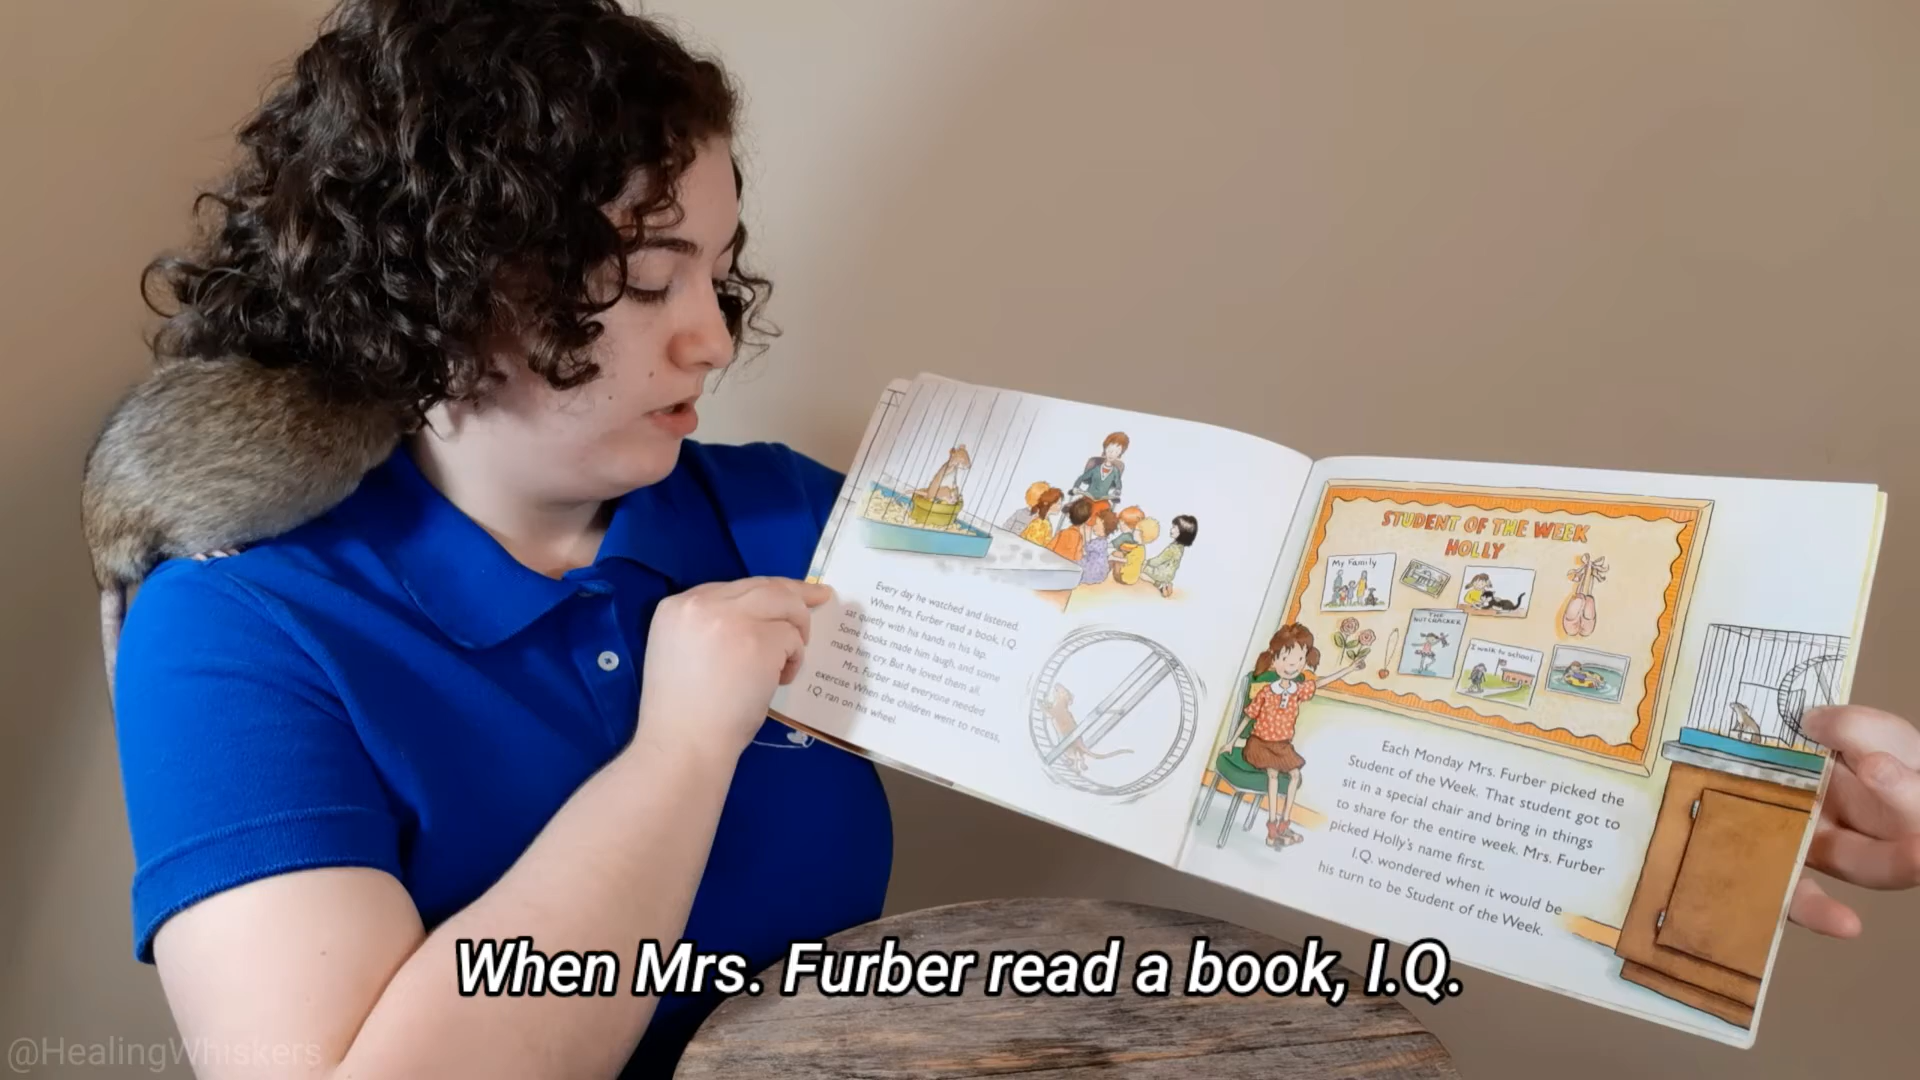 Every day he watched and listened.
When Mrs. Furber read a book, I.Q.
sat quietly with his hands in his lap.
Some books made him laugh, and some
made him cry. But he loved them all.
Mrs. Furber said everyone needed
exercise. When the children went to recess,
I.Q. ran on his wheel.
STUDENT OF THE WEEK
HOLLY
My Family
THE
NUTCRACKER
I walk to school.
Each Monday Mrs. Furber picked the
Student of the Week. That student got to
sit in a special chair and bring in things
to share for the entire week. Mrs. Furber
picked Holly's name first.
I.Q. wondered when it would be
his turn to be Student of the Week.
When Mrs. Furber read a book, I.Q.
@HealingWhiskers